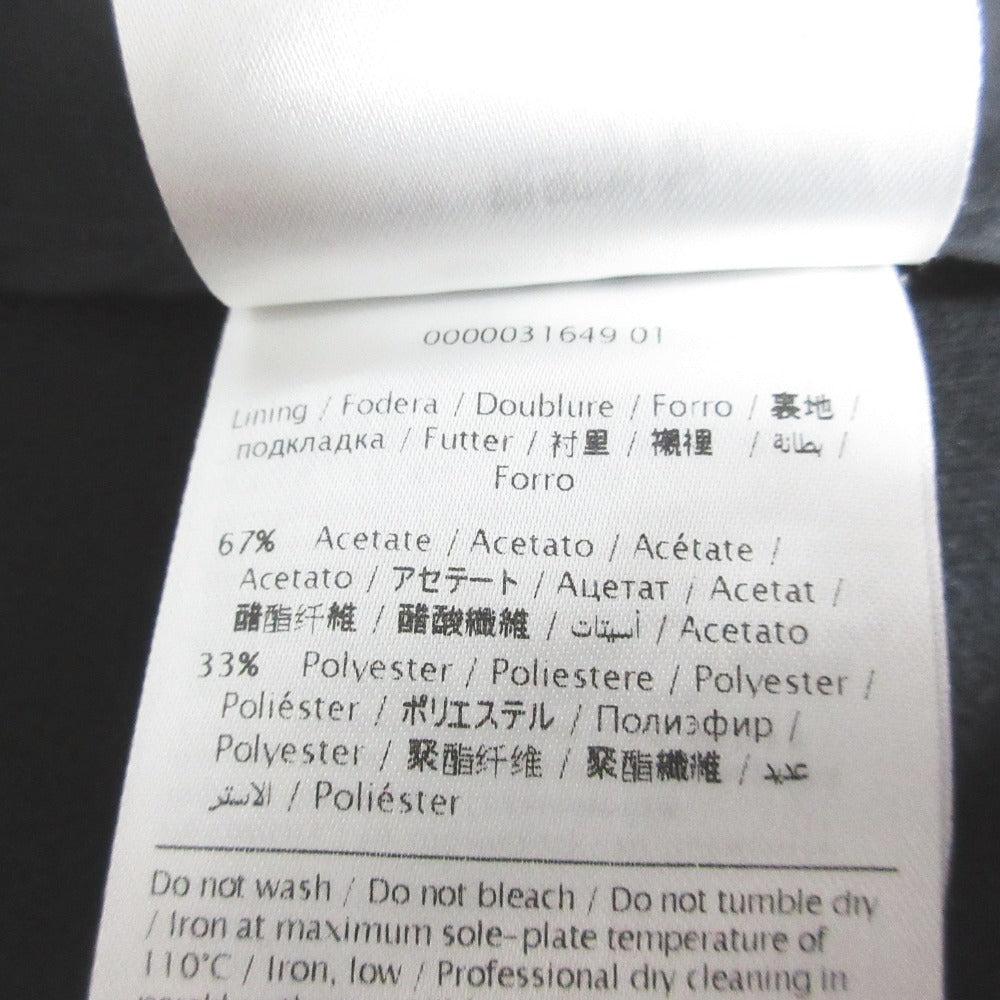 0000031649 01
Lining / Fodera / Doublure / Forro / 裏地 /
подкладка / Futter / 衬里 / 襯裡 / بطانة /
Forro
67% Acetate / Acetato / Acétate /
Acetato / アセテート / Ацетат / Acetat /
醋酯纤維 / 醋酸纖維 / أسيتات / Acetato
33% Polyester / Poliestere / Polyester /
Poliéster / ポリエステル / Полиэфир /
Polyester / 聚酯纤维 / 聚酯纖維 / عديد
الاستر / Poliéster
Do not wash / Do not bleach / Do not tumble dry
/ Iron at maximum sole-plate temperature of
110°C / Iron, low / Professional dry cleaning in